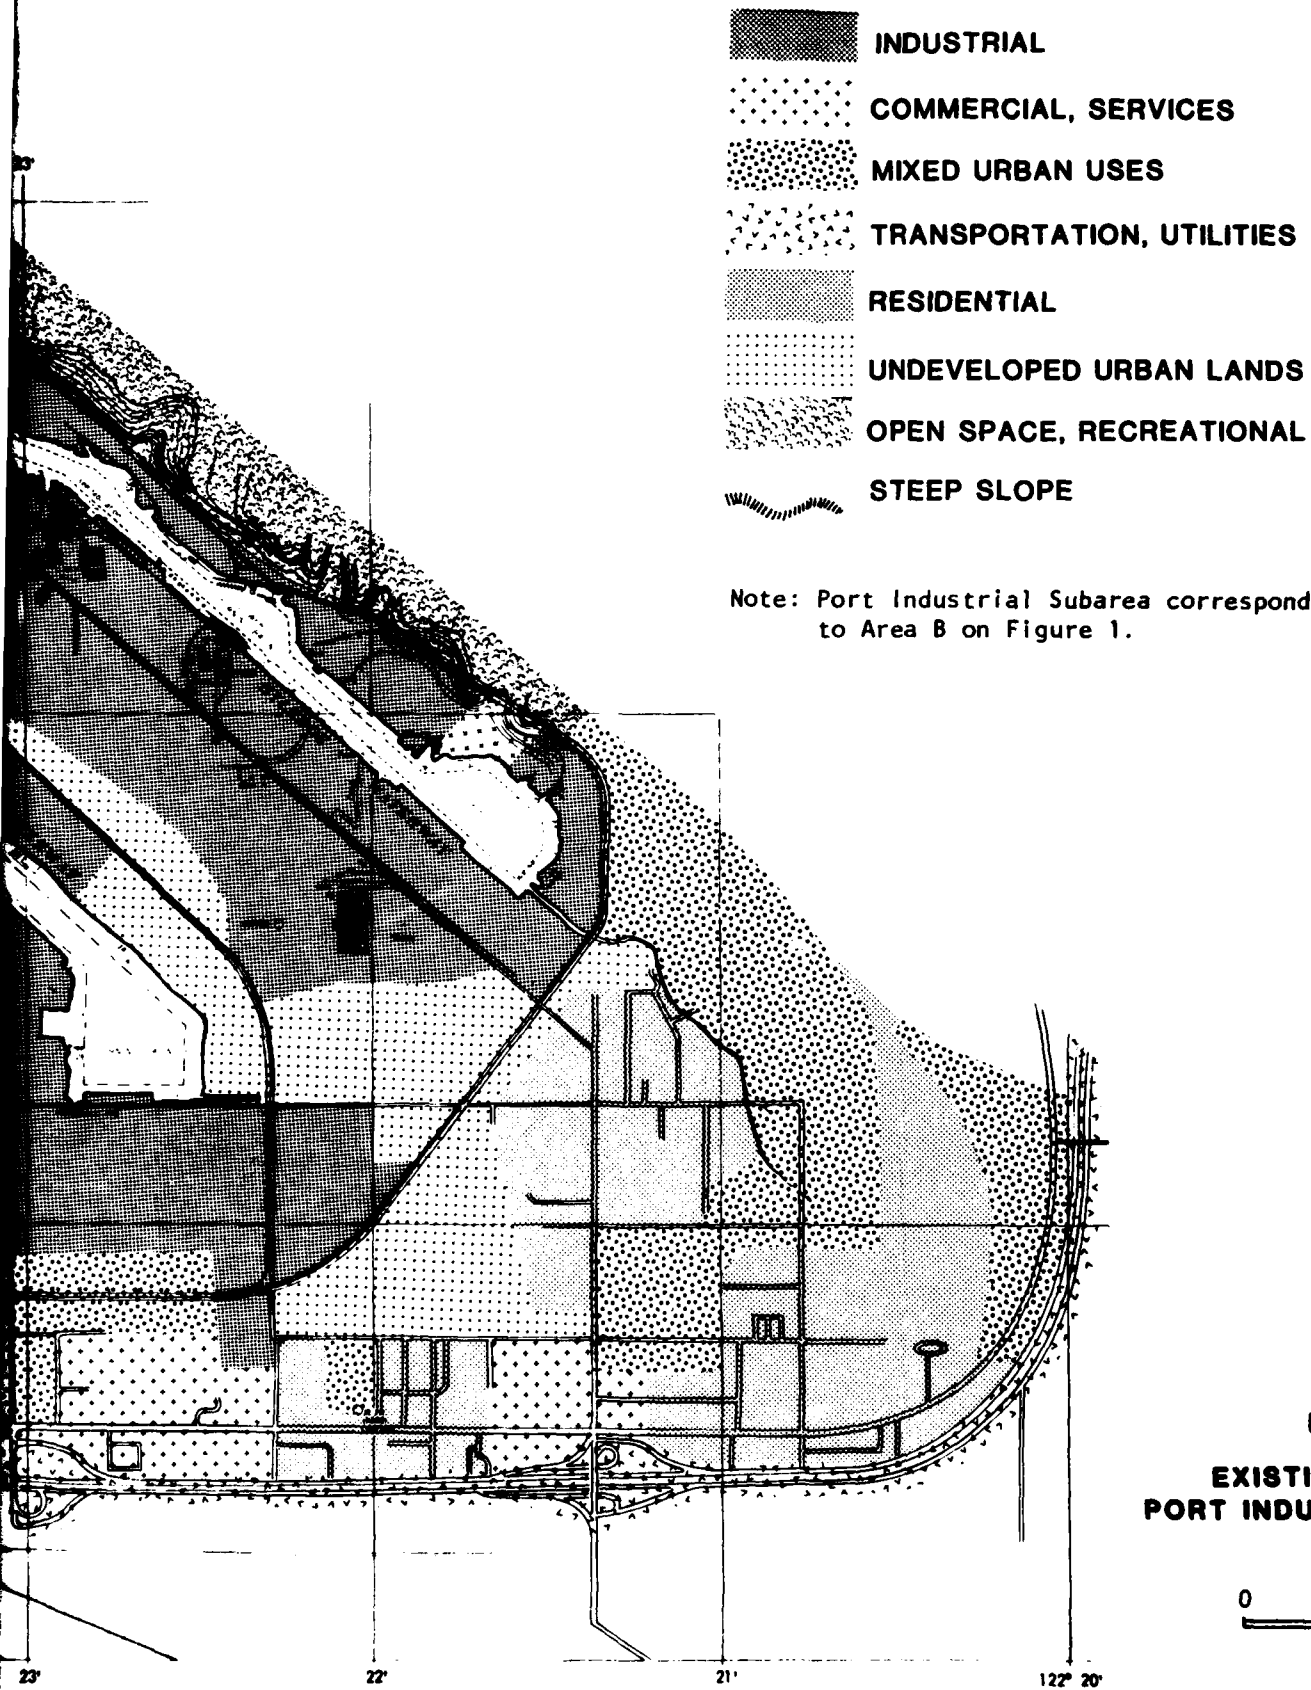 INDUSTRIAL
COMMERCIAL, SERVICES
MIXED URBAN USES
TRANSPORTATION, UTILITIES
RESIDENTIAL
UNDEVELOPED URBAN LANDS
OPEN SPACE, RECREATIONAL
STEEP SLOPE
Note: Port Industrial Subarea correspond
to Area B on Figure 1.
EXISTI
PORT INDU
0
23'
22'
21'
122° 20'